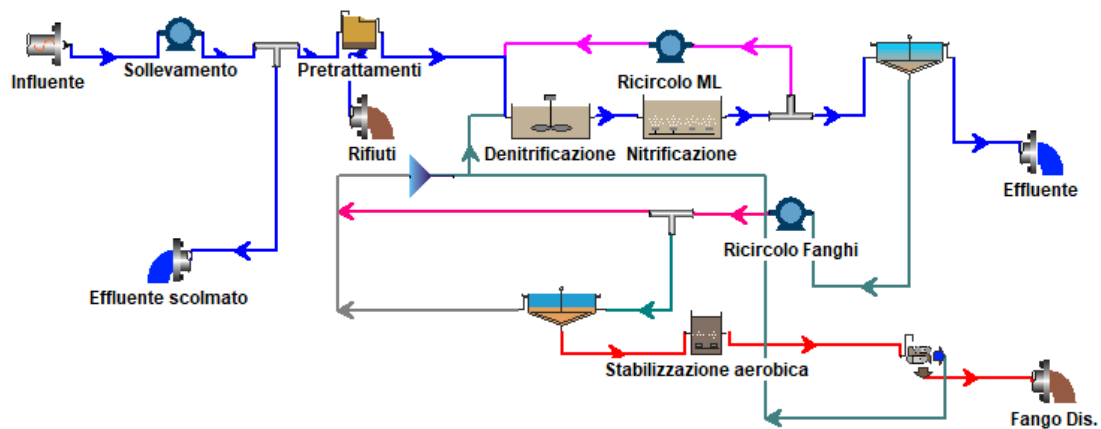 Influente
Sollevamento
Pretrattamenti
Ricircolo ML
Rifiuti
Denitrificazione
Nitrificazione
Effluente
Effluente scolmato
Ricircolo Fanghi
Stabilizzazione aerobica
Fango Dis.